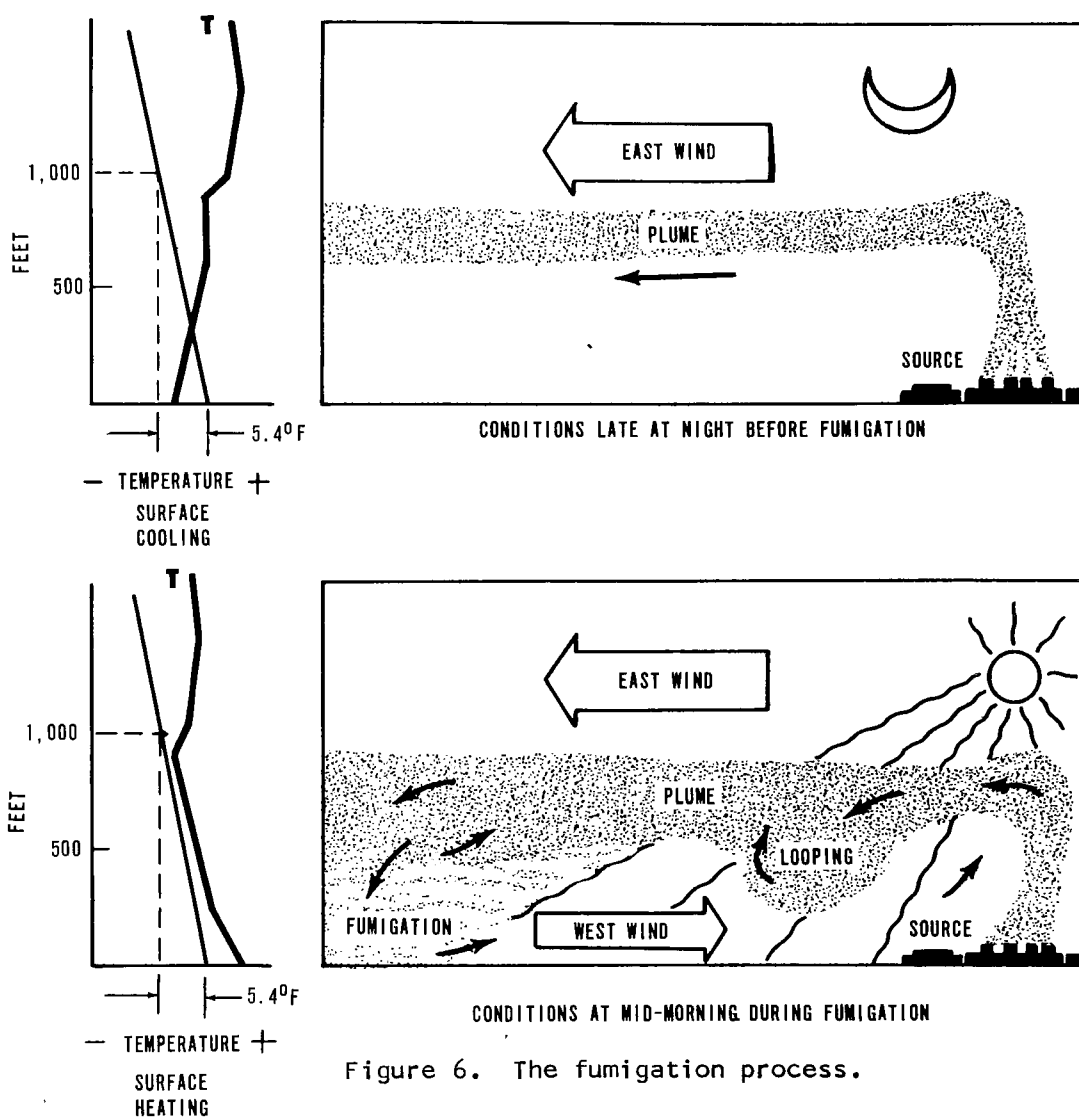 T
1,000
FEET
500
5.4°F
− TEMPERATURE +
SURFACE
COOLING
EAST WIND
PLUME
SOURCE
CONDITIONS LATE AT NIGHT BEFORE FUMIGATION
T
1,000
FEET
500
5.4°F
− TEMPERATURE +
SURFACE
HEATING
EAST WIND
PLUME
LOOPING
FUMIGATION
WEST WIND
SOURCE
CONDITIONS AT MID-MORNING DURING FUMIGATION
Figure 6. The fumigation process.